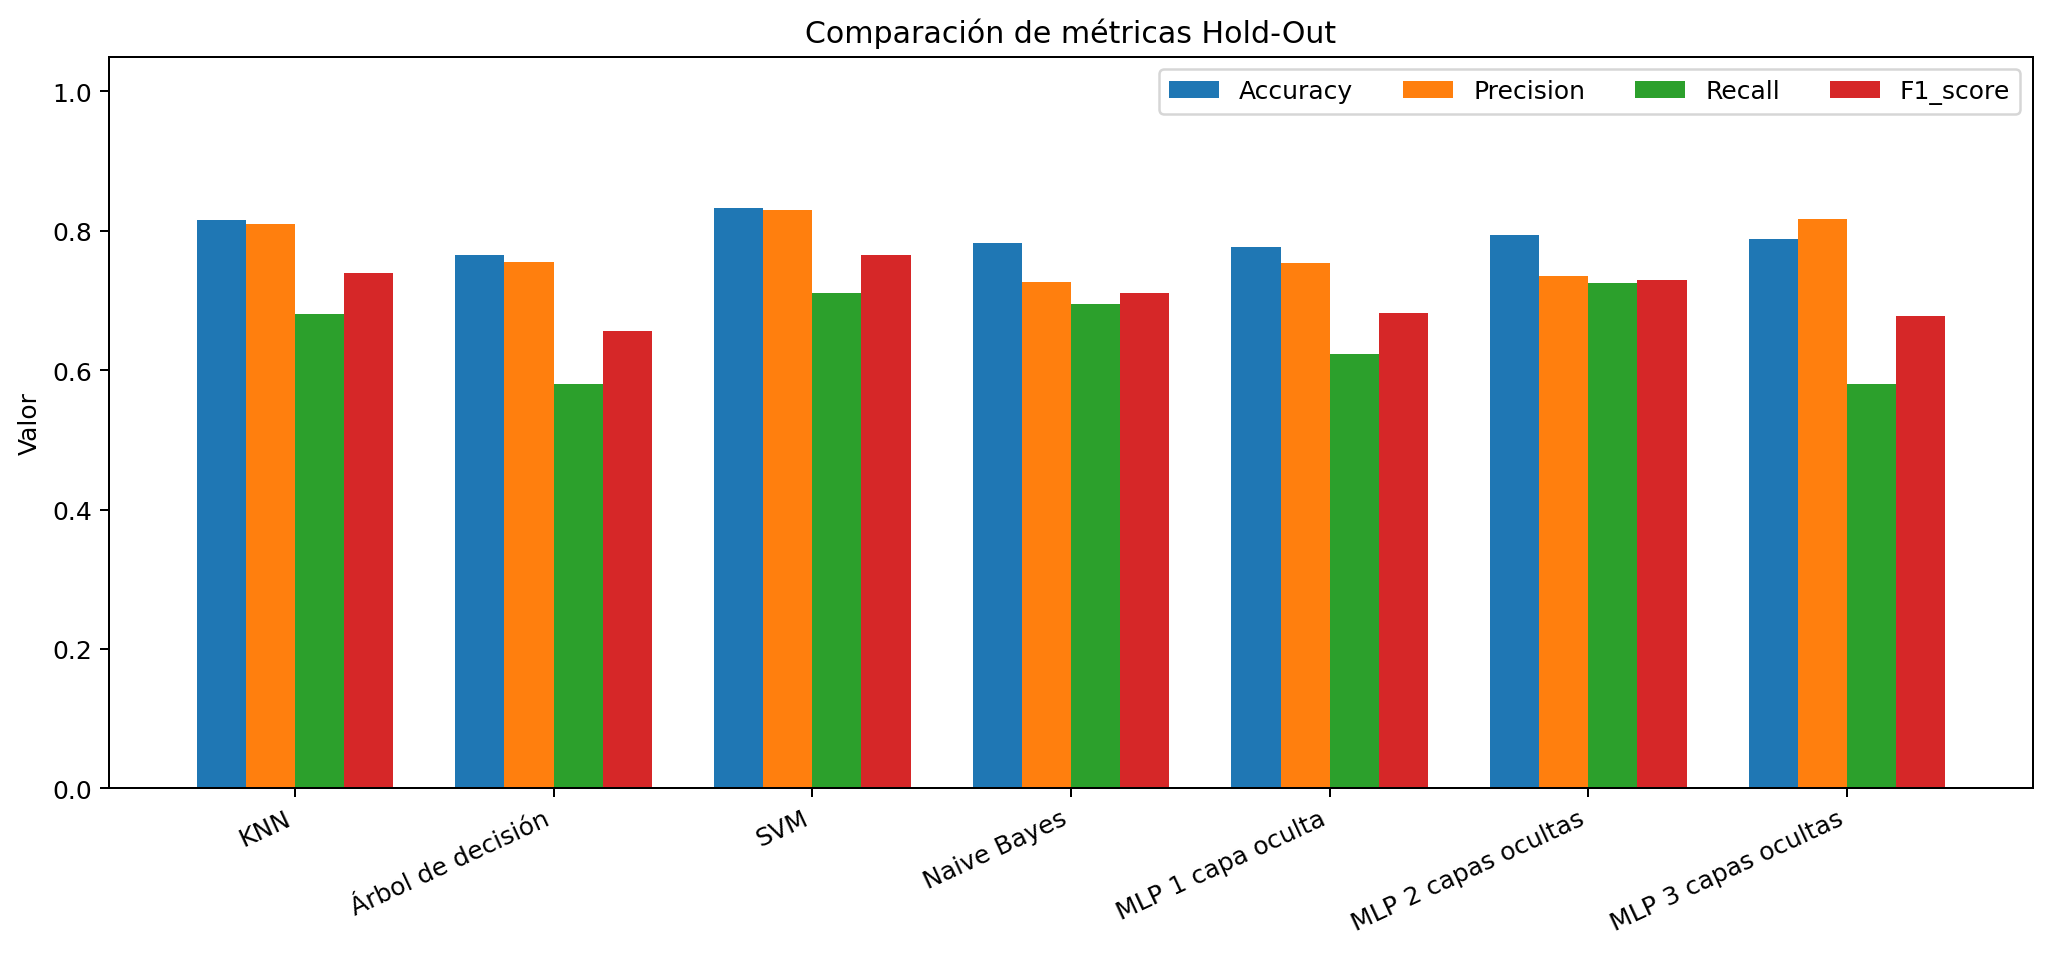 Comparación de métricas Hold-Out
Accuracy Precision Recall F1_score
1.0
0.8
0.6
0.4
0.2
0.0
Valor
KNN
Árbol de decisión
SVM
Naive Bayes
MLP 1 capa oculta
MLP 2 capas ocultas
MLP 3 capas ocultas